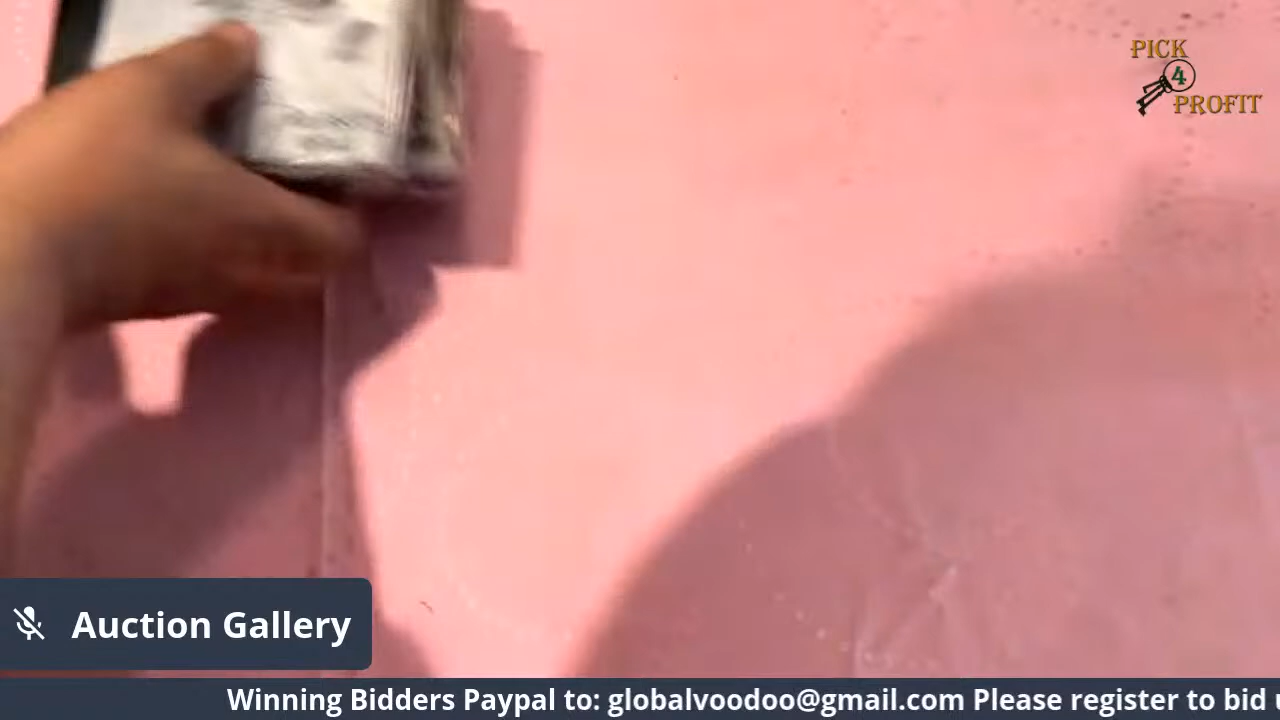 PICK
4
PROFIT
Auction Gallery
Winning Bidders Paypal to: globalvoodoo@gmail.com Please register to bid